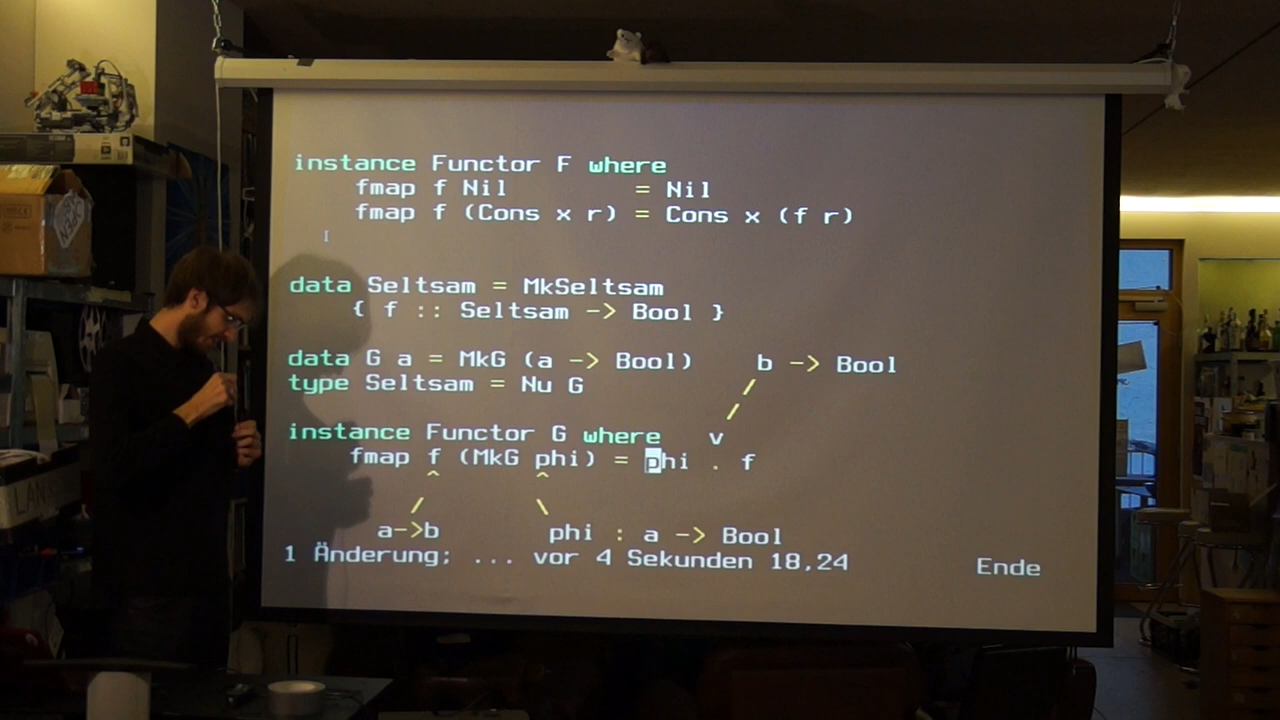 instance Functor F where
fmap f Nil = Nil
fmap f (Cons x r) = Cons x (f r)
data Seltsam = MkSeltsam
{ f :: Seltsam -> Bool }
data G a = MkG (a -> Bool) b -> Bool
type Seltsam = Nu G /
/
instance Functor G where v
fmap f (MkG phi) = phi . f
^ ^
/ \
a->b phi : a -> Bool
1 Änderung; ... vor 4 Sekunden 18,24 Ende